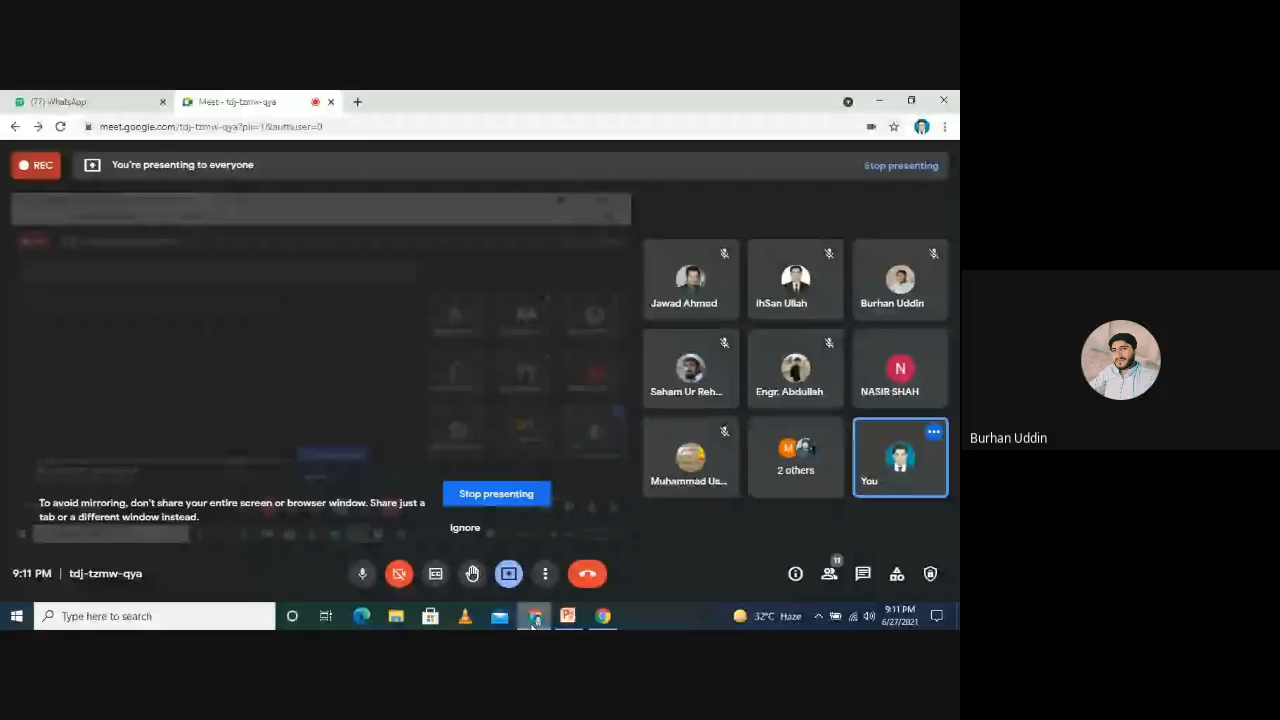 (77) WhatsApp
Meet - tdj-tzmw-qya
meet.google.com/tdj-tzmw-qya?pli=1&authuser=0
REC
You're presenting to everyone
Stop presenting
Jawad Ahmed
IhSan Ullah
Burhan Uddin
Saham Ur Reh...
Engr. Abdullah
N
NASIR SHAH
Muhammad Us...
M
2 others
You
To avoid mirroring, don't share your entire screen or browser window. Share just a
tab or a different window instead.
Stop presenting
Ignore
9:11 PM | tdj-tzmw-qya
11
Type here to search
32°C Haze
9:11 PM
6/27/2021
Burhan Uddin